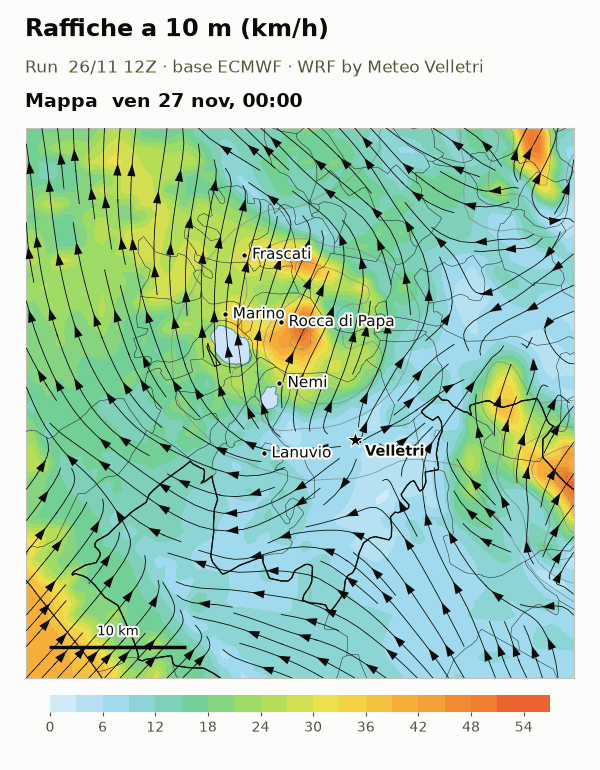 Raffiche a 10 m (km/h)
Run  26/11 12Z · base ECMWF · WRF by Meteo Velletri
Mappa  ven 27 nov, 00:00
Frascati
Marino
Rocca di Papa
Nemi
Velletri
Lanuvio
10 km
0 6 12 18 24 30 36 42 48 54